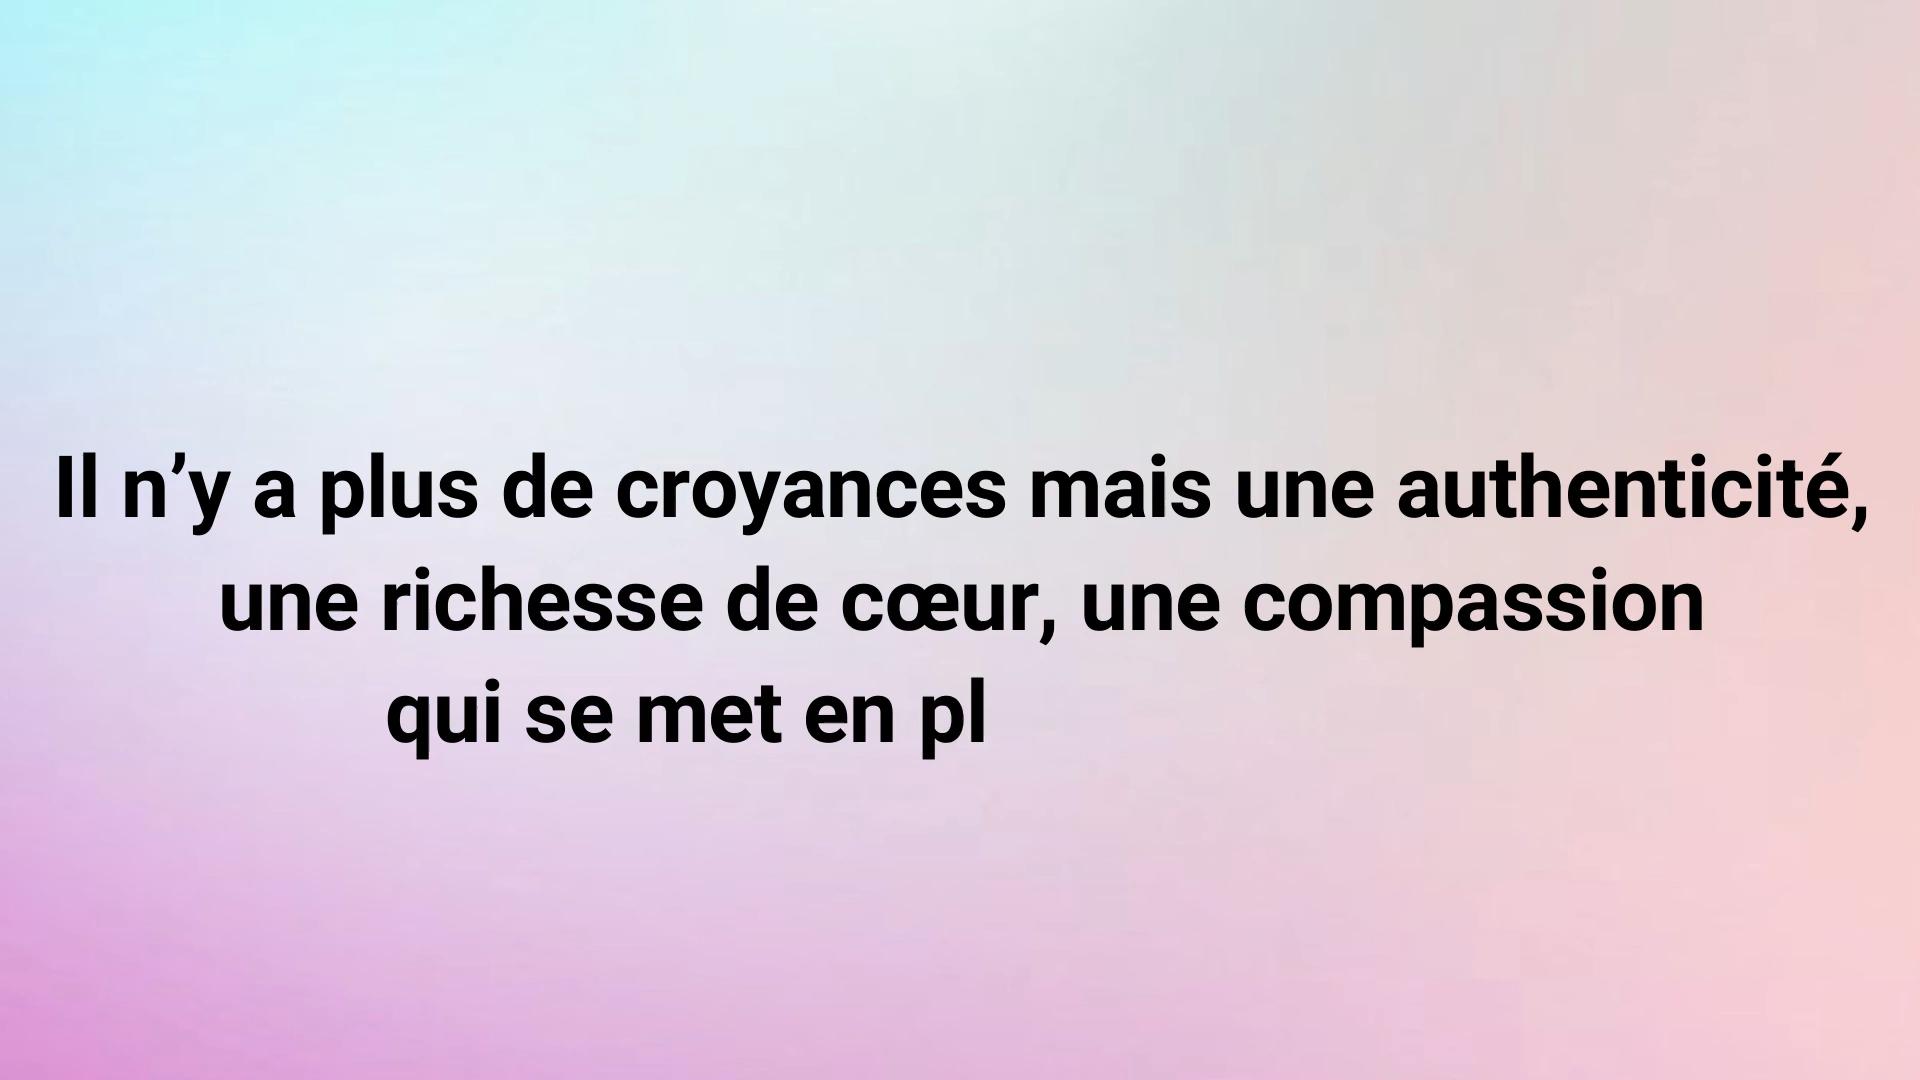 Il n’y a plus de croyances mais une authenticité,
une richesse de cœur, une compassion
qui se met en pl